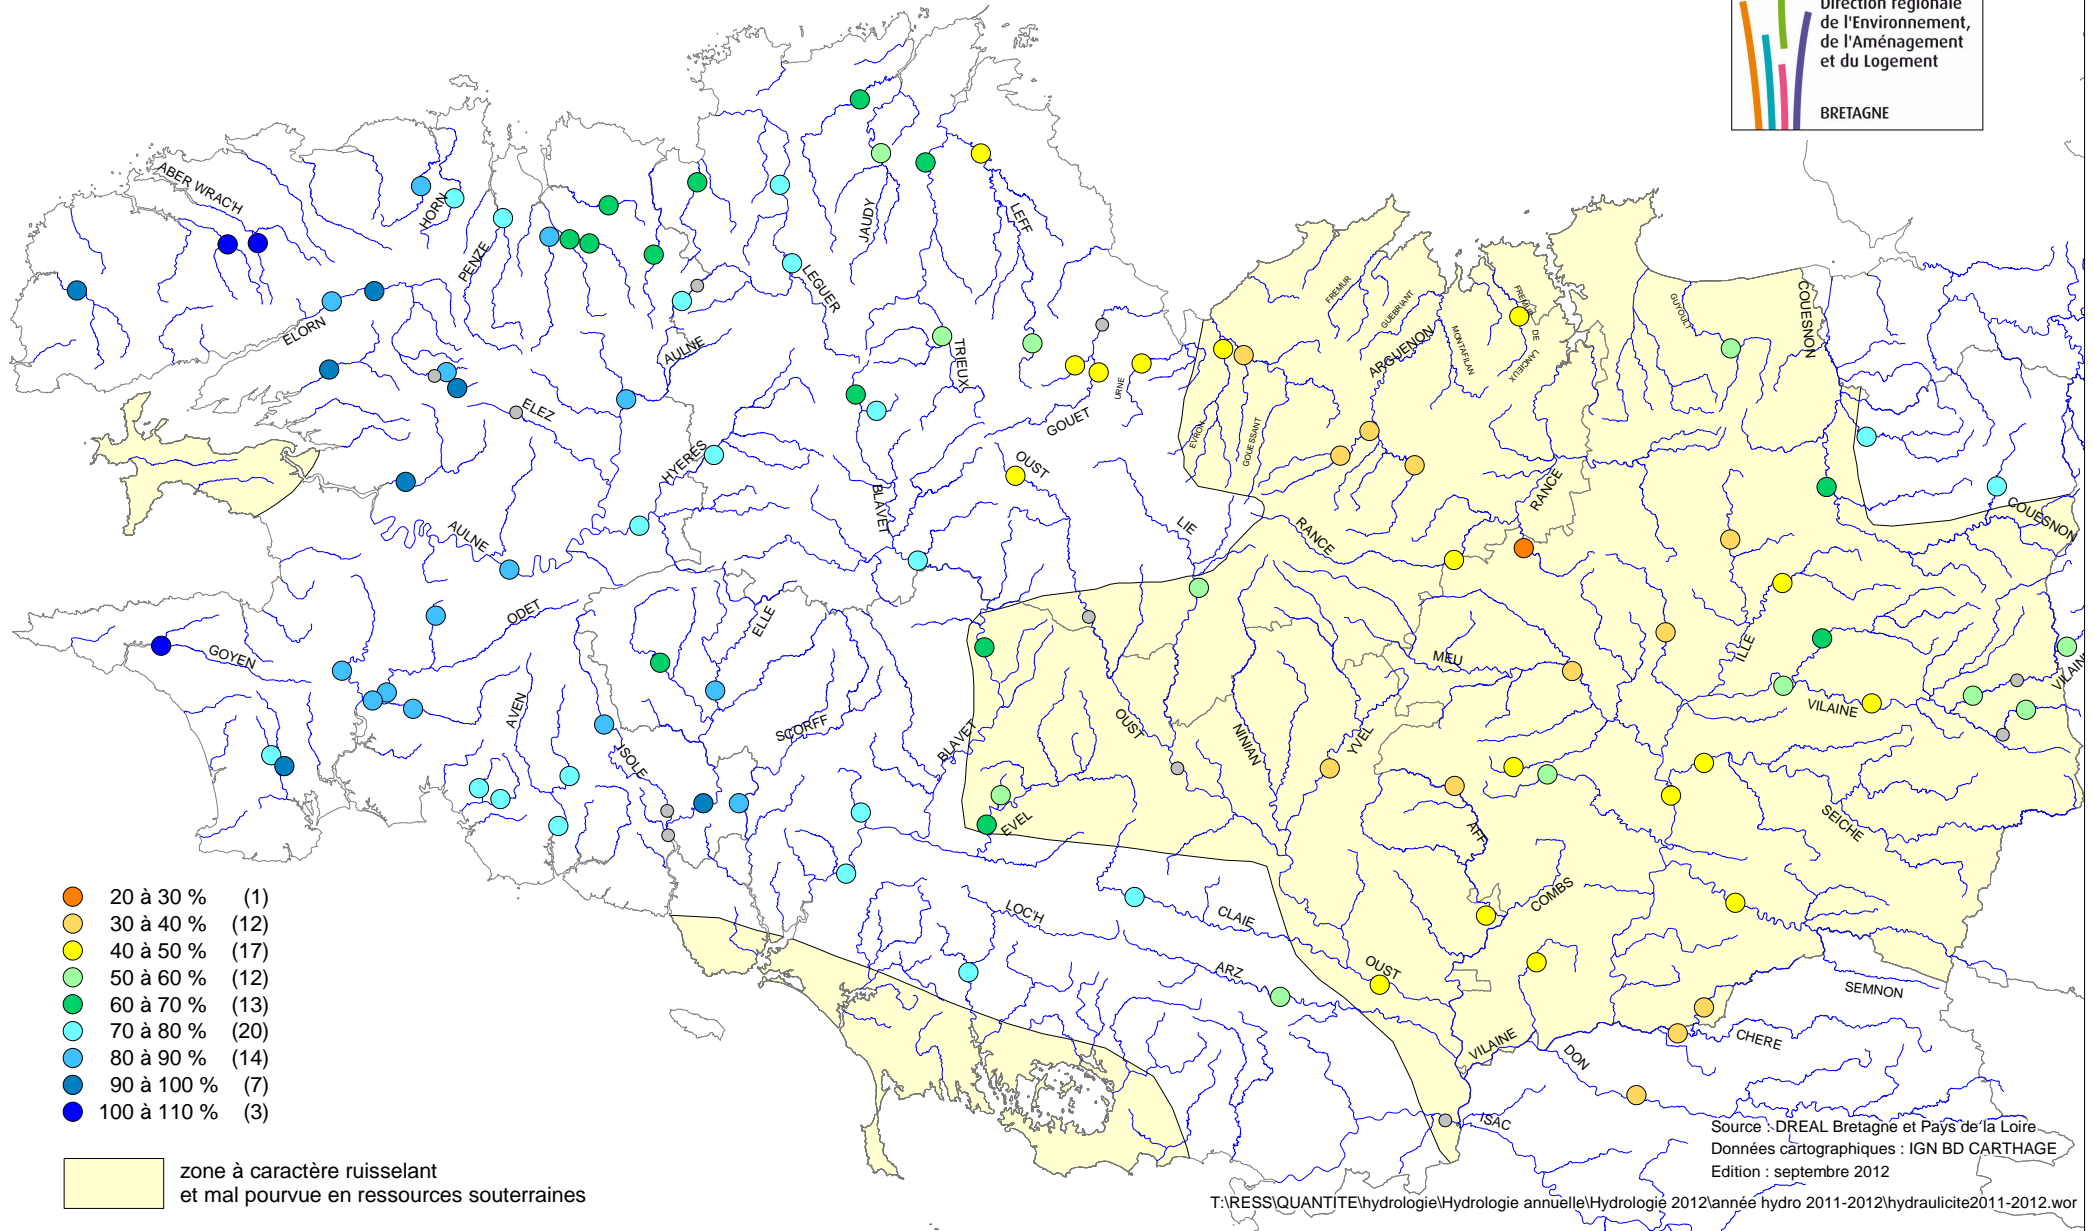 Direction régionale
de l'Environnement,
de l'Aménagement
et du Logement
BRETAGNE
ABER WRAC'H
HORN
PENZE
ELORN
JAUDY
LEFF
LEGUER
TRIEUX
AULNE
ELEZ
HYERES
GOUET
URNE
OUST
BLAVET
LIE
AULNE
ODET
ELLE
GOYEN
AVEN
ISOLE
SCORFF
BLAVET
EVEL
FREMUR
GUEBRIANT
ARGUENON
MONTAFILAN
FREMUR
DE
LANCIEUX
GUYOULT
COUESNON
EVRON
GOUESSANT
RANCE
RANCE
COUESNON
MEU
ILLE
VILAINE
VILAINE
OUST
NINIAN
YVEL
AFF
SEICHE
COMBS
LOC'H
CLAIE
ARZ
OUST
SEMNON
VILAINE
DON
CHERE
ISAC
20 à 30 % (1)
30 à 40 % (12)
40 à 50 % (17)
50 à 60 % (12)
60 à 70 % (13)
70 à 80 % (20)
80 à 90 % (14)
90 à 100 % (7)
100 à 110 % (3)
zone à caractère ruisselant
et mal pourvue en ressources souterraines
Source : DREAL Bretagne et Pays de la Loire
Données cartographiques : IGN BD CARTHAGE
Edition : septembre 2012
T:\RESS\QUANTITE\hydrologie\Hydrologie annuelle\Hydrologie 2012\année hydro 2011-2012\hydraulicite2011-2012.wor